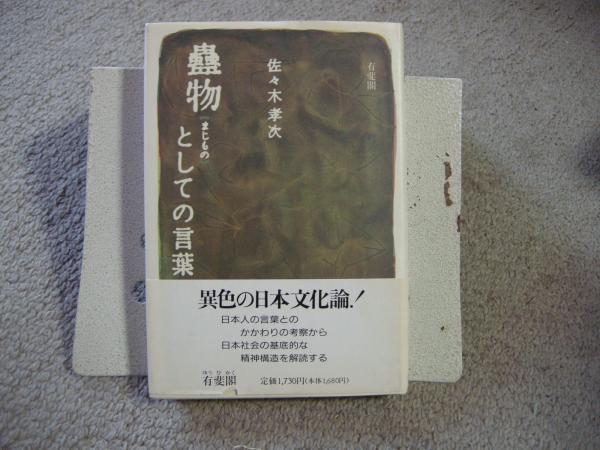 有斐閣
佐々木孝次
蠱物
(まじもの)
としての言葉
異色の日本文化論!
日本人の言葉との
かかわりの考察から
日本社会の基底的な
精神構造を解読する
ゆうひかく
有斐閣
定価1,730円(本体1,680円)